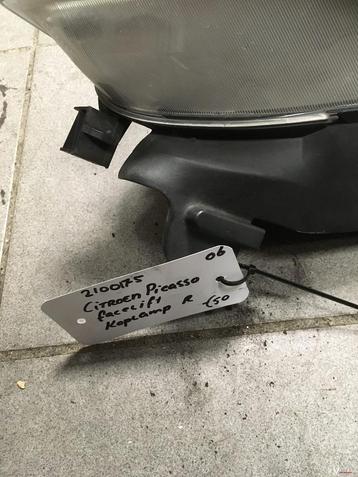 2100175
06
CITROEN Picasso
facelift
Koplamp R €50